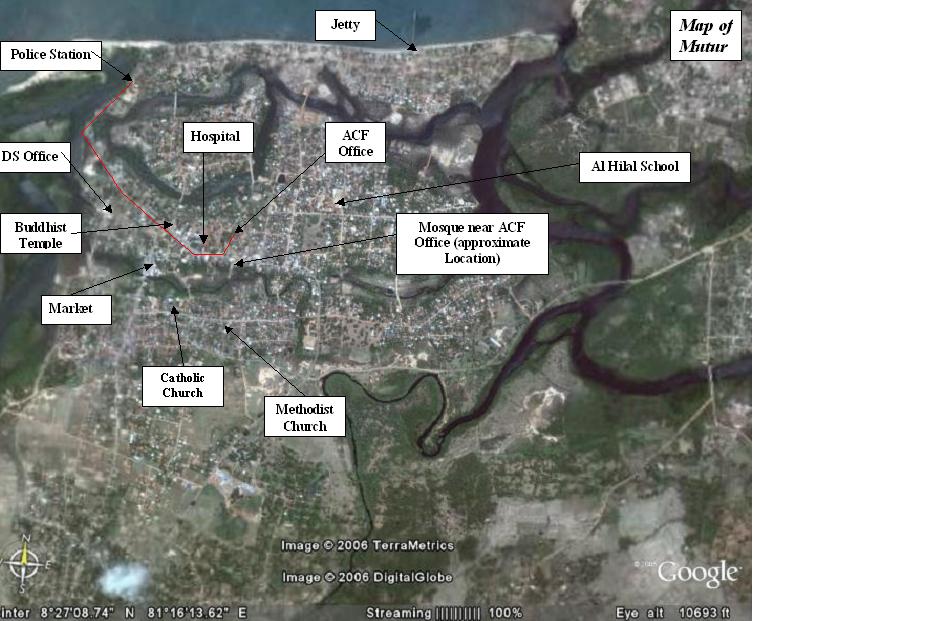 Jetty
Map of
Mutur
Police Station
Hospital
ACF
Office
DS Office
Al Hilal School
Buddhist
Temple
Mosque near ACF
Office (approximate
Location)
Market
Catholic
Church
Methodist
Church
N
E
S
Image © 2006 TerraMetrics
Image © 2006 DigitalGlobe
Google
inter 8°27'08.74" N 81°16'13.62" E
Streaming 100%
Eye alt 10693 ft